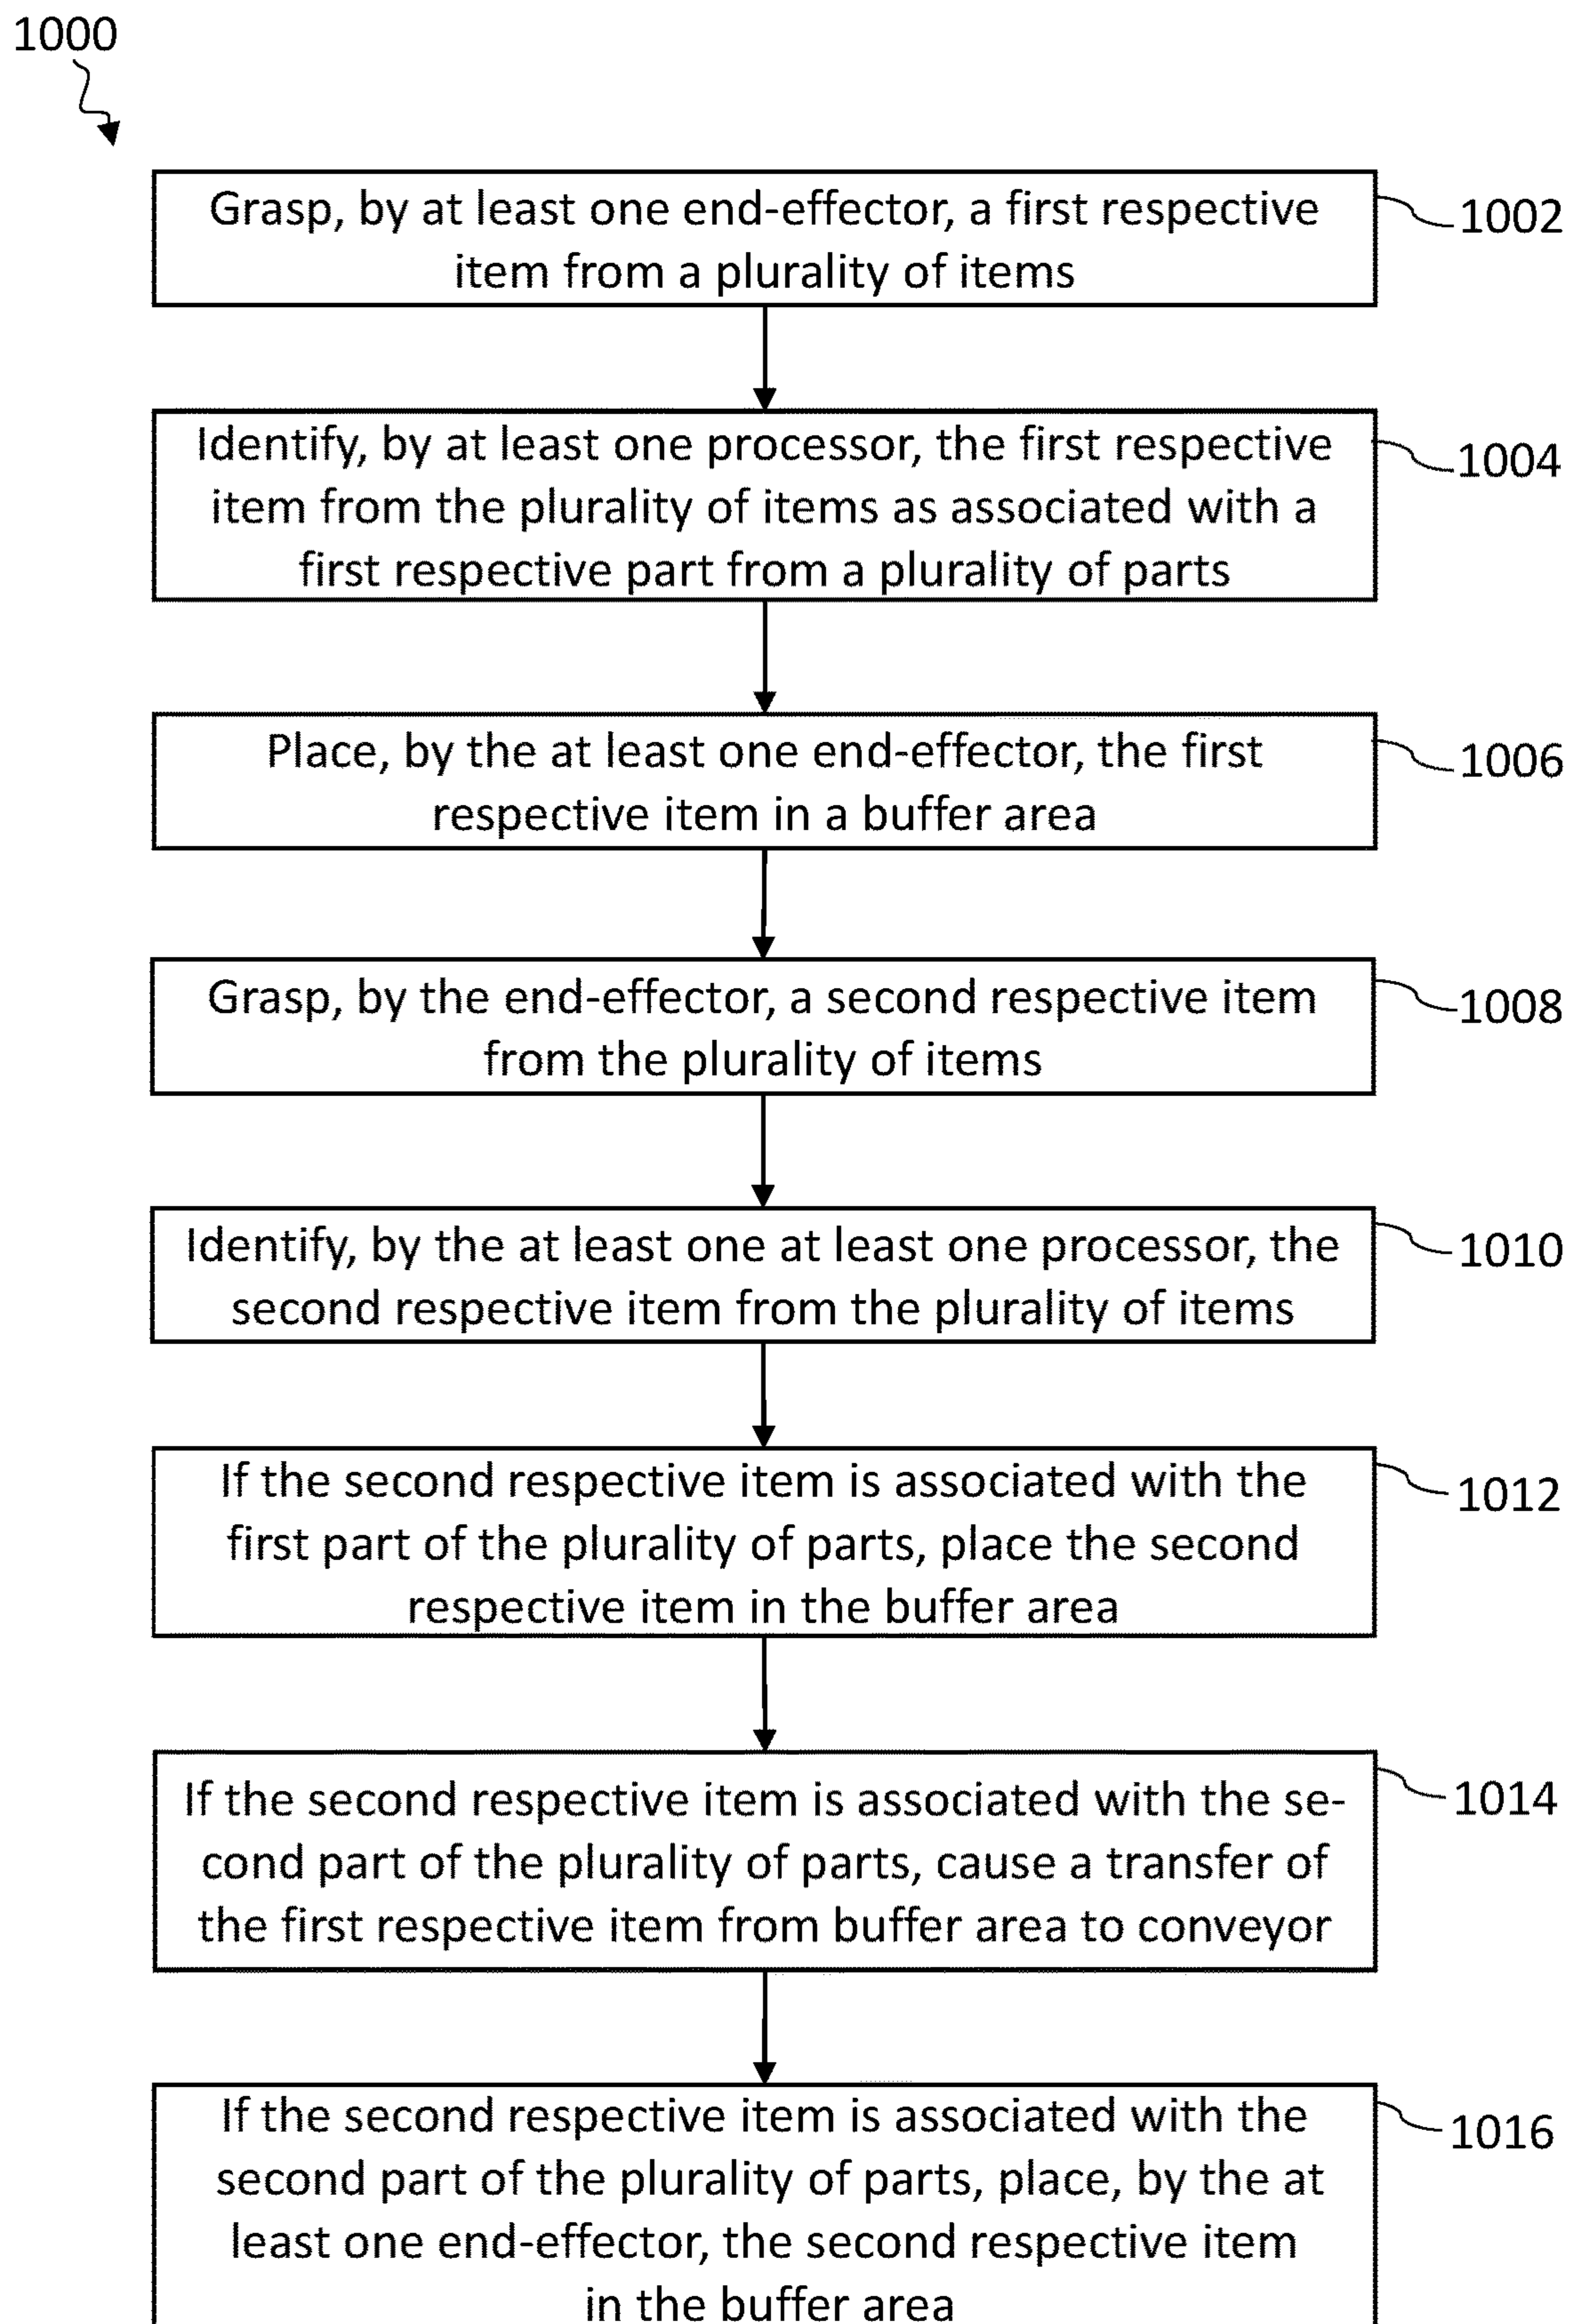 1000
Grasp, by at least one end-effector, a first respective
item from a plurality of items
1002
Identify, by at least one processor, the first respective
item from the plurality of items as associated with a
first respective part from a plurality of parts
1004
Place, by the at least one end-effector, the first
respective item in a buffer area
1006
Grasp, by the end-effector, a second respective item
from the plurality of items
1008
Identify, by the at least one at least one processor, the
second respective item from the plurality of items
1010
If the second respective item is associated with the
first part of the plurality of parts, place the second
respective item in the buffer area
1012
If the second respective item is associated with the se-
cond part of the plurality of parts, cause a transfer of
the first respective item from buffer area to conveyor
1014
If the second respective item is associated with the
second part of the plurality of parts, place, by the at
least one end-effector, the second respective item
in the buffer area
1016